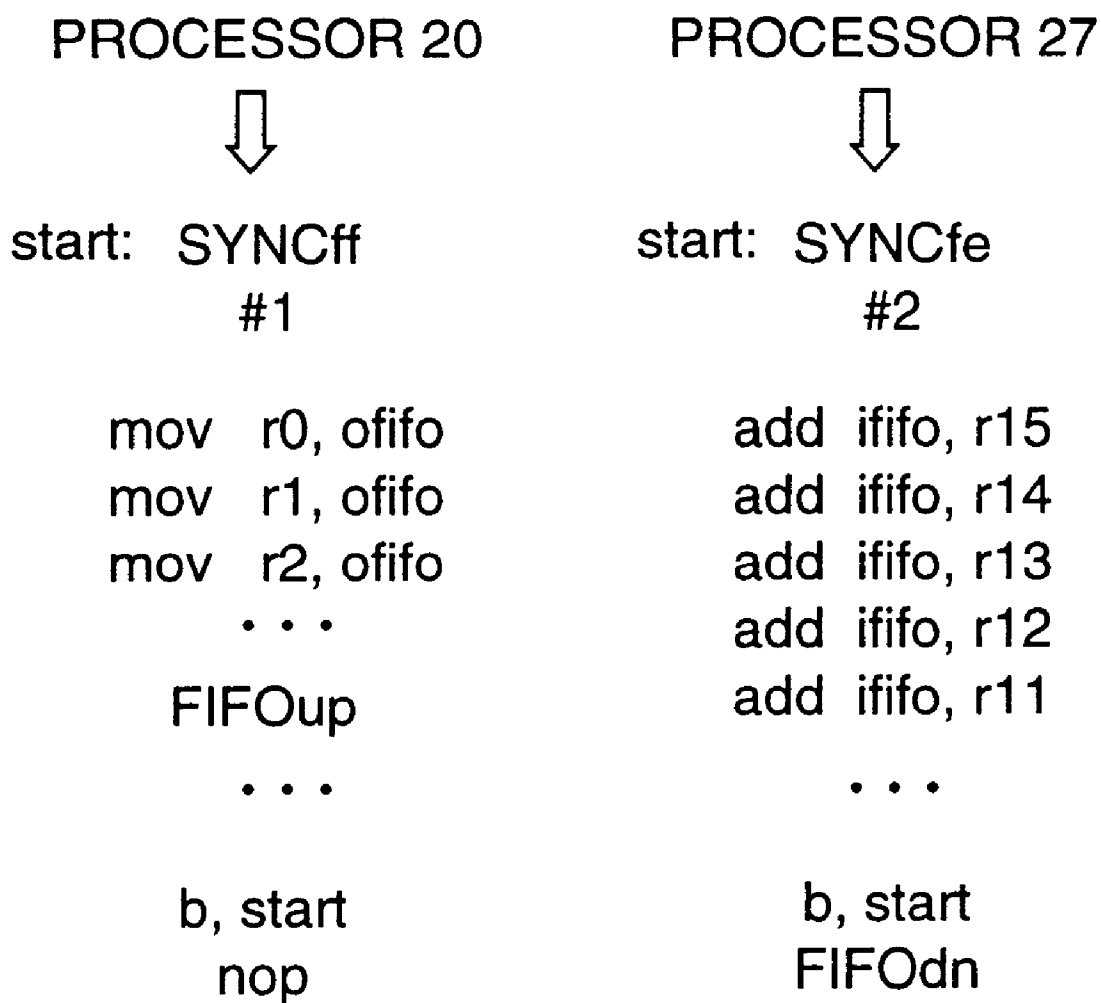 PROCESSOR 20
start: SYNCff
#1
mov r0, ofifo
mov r1, ofifo
mov r2, ofifo
. . .
FIFOup
. . .
b, start
nop
PROCESSOR 27
start: SYNCfe
#2
add ififo, r15
add ififo, r14
add ififo, r13
add ififo, r12
add ififo, r11
. . .
b, start
FIFOdn